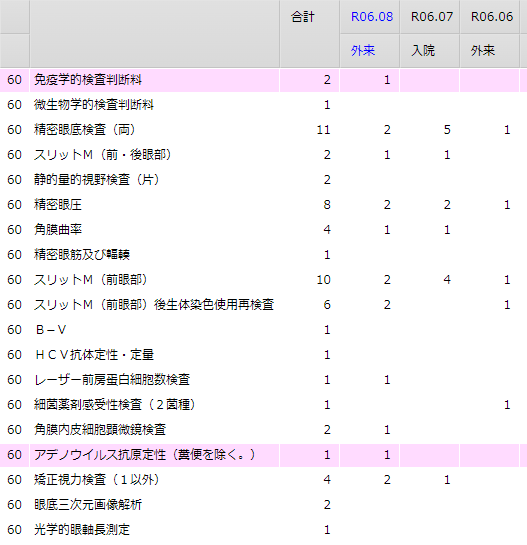 合計 R06.08 R06.07 R06.06
外来 入院 外来
60 免疫学的検査判断料 2 1
60 微生物学的検査判断料 1
60 精密眼底検査（両） 11 2 5 1
60 スリットＭ（前・後眼部） 2 1 1
60 静的量的視野検査（片） 2
60 精密眼圧 8 2 2 1
60 角膜曲率 4 1 1
60 精密眼筋及び輻輳 1
60 スリットＭ（前眼部） 10 2 4 1
60 スリットＭ（前眼部）後生体染色使用再検査 6 2 1
60 Ｂ−Ｖ 1
60 ＨＣＶ抗体定性・定量 1
60 レーザー前房蛋白細胞数検査 1 1
60 細菌薬剤感受性検査（２菌種） 1 1
60 角膜内皮細胞顕微鏡検査 2 1
60 アデノウイルス抗原定性（糞便を除く。） 1 1
60 矯正視力検査（１以外） 4 2 1
60 眼底三次元画像解析 2
60 光学的眼軸長測定 1